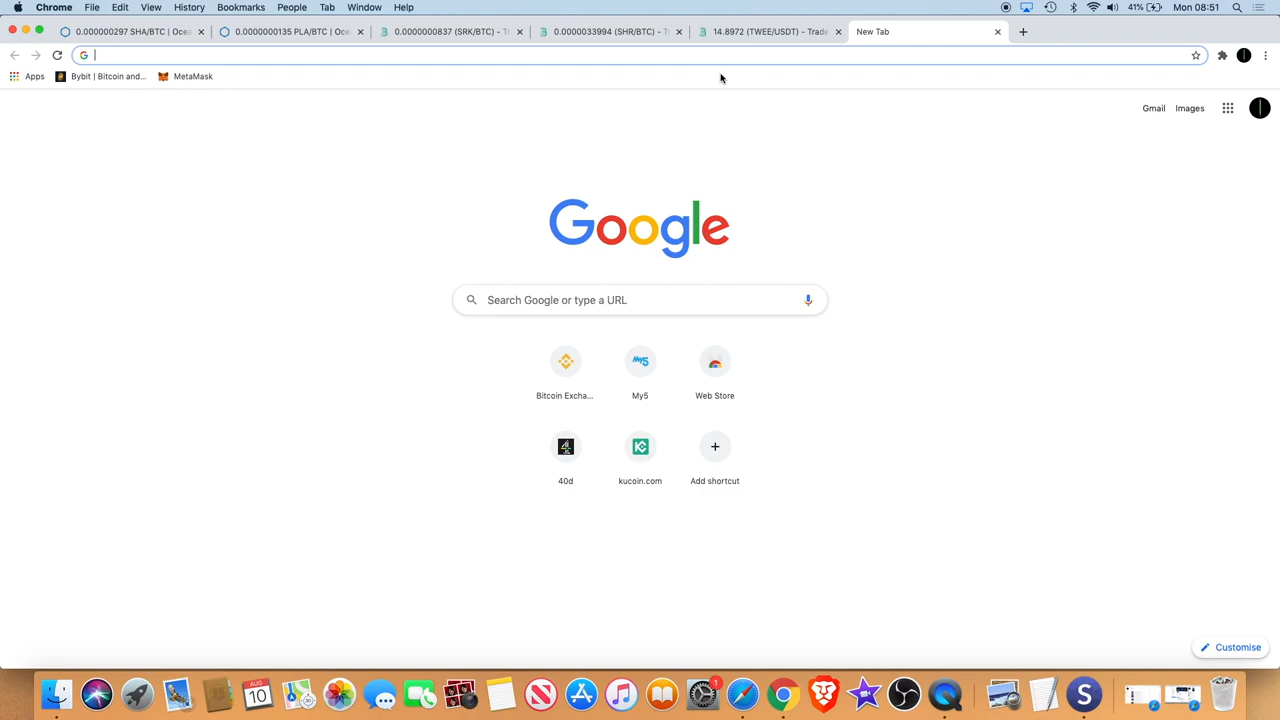 Chrome File Edit View History Bookmarks People Tab Window Help 41% Mon 08:51
0.000000297 SHA/BTC | Ocea 0.0000000135 PLA/BTC | Oce 0.0000000837 (SRK/BTC) - Tr 0.0000033994 (SHR/BTC) - Tr 14.8972 (TWEE/USDT) - Trade New Tab
Apps Bybit | Bitcoin and... MetaMask
Gmail Images
Google
Search Google or type a URL
Bitcoin Excha... My5 Web Store
40d kucoin.com Add shortcut
Customise
AUG
10
1